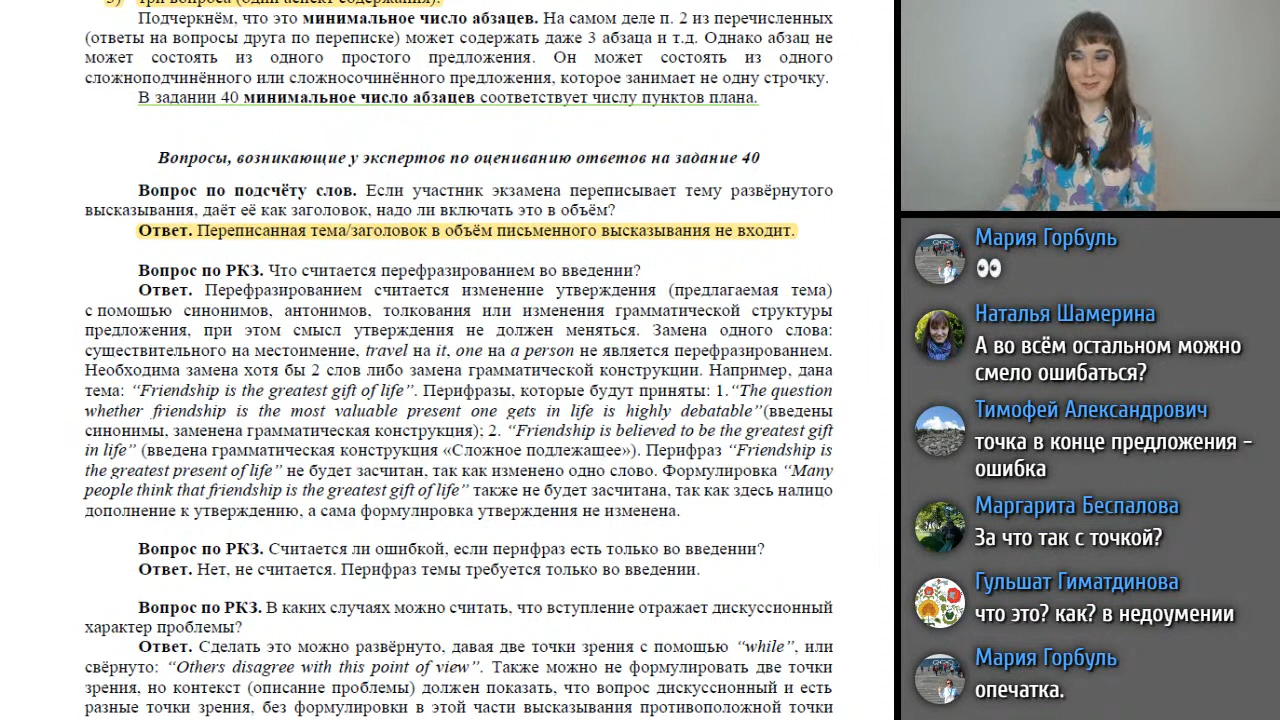 3) Три вопроса (один аспект содержания).
Подчеркнём, что это минимальное число абзацев. На самом деле п. 2 из перечисленных
(ответы на вопросы друга по переписке) может содержать даже 3 абзаца и т.д. Однако абзац не
может состоять из одного простого предложения. Он может состоять из одного
сложноподчинённого или сложносочинённого предложения, которое занимает не одну строчку.
В задании 40 минимальное число абзацев соответствует числу пунктов плана.
Вопросы, возникающие у экспертов по оцениванию ответов на задание 40
Вопрос по подсчёту слов. Если участник экзамена переписывает тему развёрнутого
высказывания, даёт её как заголовок, надо ли включать это в объём?
Ответ. Переписанная тема/заголовок в объём письменного высказывания не входит.
Вопрос по РКЗ. Что считается перефразированием во введении?
Ответ. Перефразированием считается изменение утверждения (предлагаемая тема)
с помощью синонимов, антонимов, толкования или изменения грамматической структуры
предложения, при этом смысл утверждения не должен меняться. Замена одного слова:
существительного на местоимение, travel на it, one на a person не является перефразированием.
Необходима замена хотя бы 2 слов либо замена грамматической конструкции. Например, дана
тема: “Friendship is the greatest gift of life”. Перифразы, которые будут приняты: 1.“The question
whether friendship is the most valuable present one gets in life is highly debatable”(введены
синонимы, заменена грамматическая конструкция); 2. “Friendship is believed to be the greatest gift
in life” (введена грамматическая конструкция «Сложное подлежащее»). Перифраз “Friendship is
the greatest present of life” не будет засчитан, так как изменено одно слово. Формулировка “Many
people think that friendship is the greatest gift of life” также не будет засчитана, так как здесь налицо
дополнение к утверждению, а сама формулировка утверждения не изменена.
Вопрос по РКЗ. Считается ли ошибкой, если перифраз есть только во введении?
Ответ. Нет, не считается. Перифраз темы требуется только во введении.
Вопрос по РКЗ. В каких случаях можно считать, что вступление отражает дискуссионный
характер проблемы?
Ответ. Сделать это можно развёрнуто, давая две точки зрения с помощью “while”, или
свёрнуто: “Others disagree with this point of view”. Также можно не формулировать две точки
зрения, но контекст (описание проблемы) должен показать, что вопрос дискуссионный и есть
разные точки зрения, без формулировки в этой части высказывания противоположной точки
Мария Горбуль
👀
Наталья Шамерина
А во всём остальном можно
смело ошибаться?
Тимофей Александрович
точка в конце предложения -
ошибка
Маргарита Беспалова
За что так с точкой?
Гульшат Гиматдинова
что это? как? в недоумении
Мария Горбуль
опечатка.